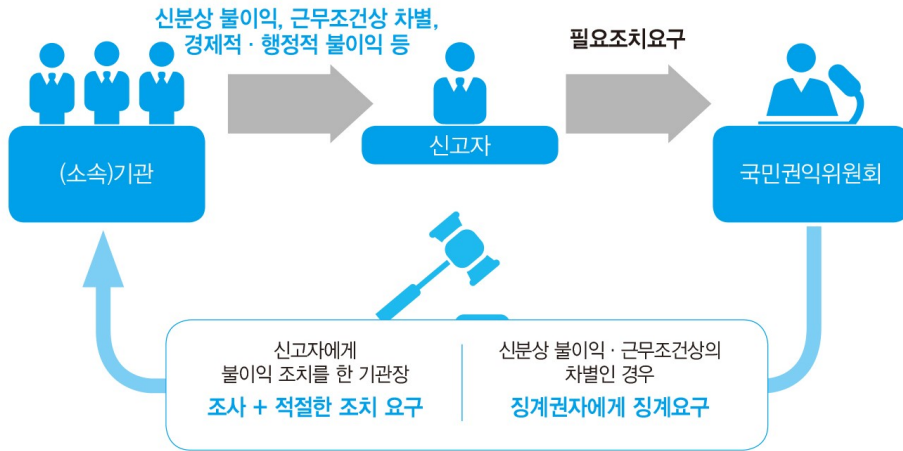 신분상 불이익, 근무조건상 차별,
경제적 · 행정적 불이익 등
필요조치요구
(소속)기관
신고자
국민권익위원회
신고자에게
불이익 조치를 한 기관장
조사 + 적절한 조치 요구
신분상 불이익 · 근무조건상의
차별인 경우
징계권자에게 징계요구